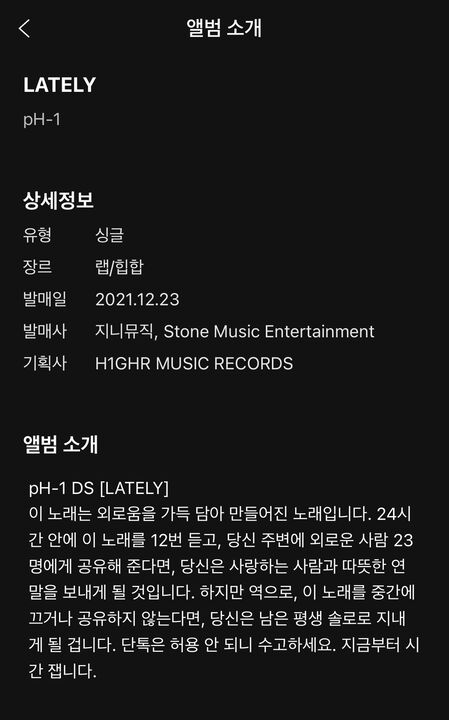 앨범 소개
LATELY
pH-1
상세정보
유형 싱글
장르 랩/힙합
발매일 2021.12.23
발매사 지니뮤직, Stone Music Entertainment
기획사 H1GHR MUSIC RECORDS
앨범 소개
pH-1 DS [LATELY]
이 노래는 외로움을 가득 담아 만들어진 노래입니다. 24시
간 안에 이 노래를 12번 듣고, 당신 주변에 외로운 사람 23
명에게 공유해 준다면, 당신은 사랑하는 사람과 따뜻한 연
말을 보내게 될 것입니다. 하지만 역으로, 이 노래를 중간에
끄거나 공유하지 않는다면, 당신은 남은 평생 솔로로 지내
게 될 겁니다. 단톡은 허용 안 되니 수고하세요. 지금부터 시
간 잽니다.